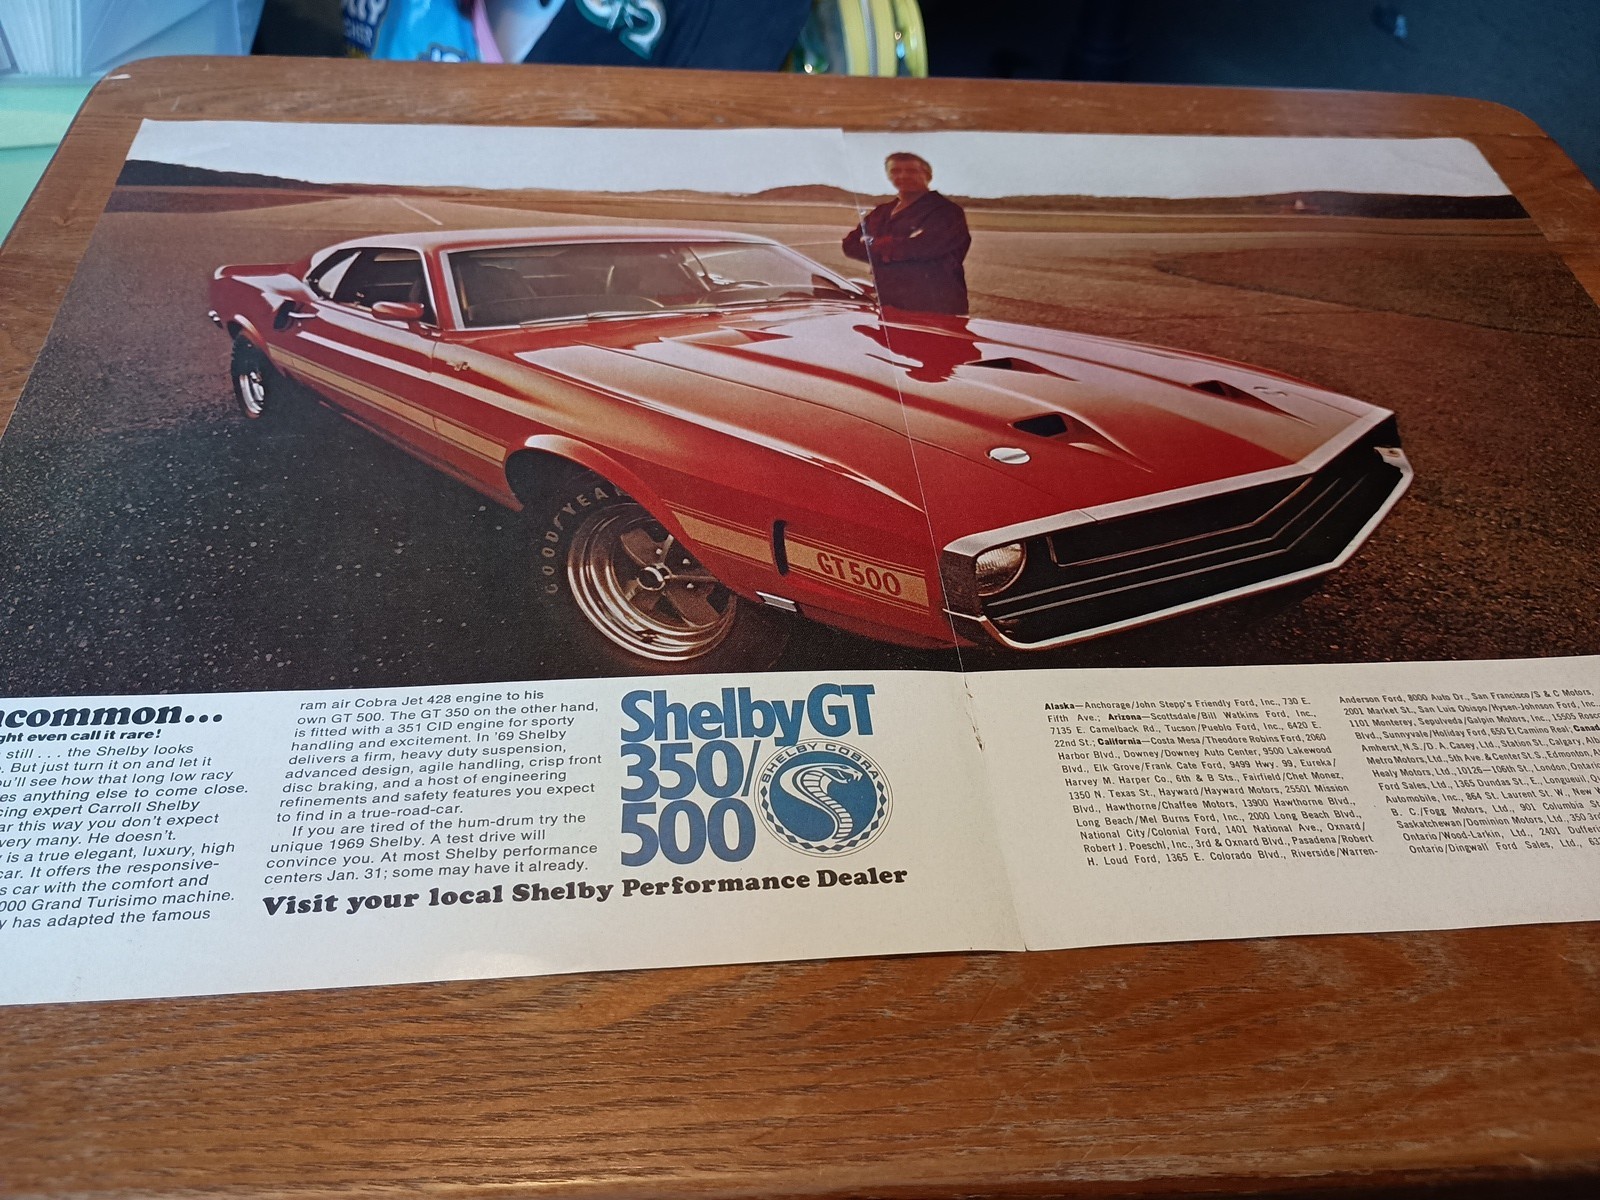 GOODYEAR
GT 500
common...
ght even call it rare!
still . . . the Shelby looks
. But just turn it on and let it
ou'll see how that long low racy
es anything else to come close.
cing expert Carroll Shelby
ar this way you don't expect
very many. He doesn't.
is a true elegant, luxury, high
car. It offers the responsive-
s car with the comfort and
000 Grand Turisimo machine.
y has adapted the famous
ram air Cobra Jet 428 engine to his
own GT 500. The GT 350 on the other hand,
is fitted with a 351 CID engine for sporty
handling and excitement. In '69 Shelby
delivers a firm, heavy duty suspension,
advanced design, agile handling, crisp front
disc braking, and a host of engineering
refinements and safety features you expect
to find in a true-road-car.
If you are tired of the hum-drum try the
unique 1969 Shelby. A test drive will
convince you. At most Shelby performance
centers Jan. 31; some may have it already.
Visit your local Shelby Performance Dealer
Shelby GT
350/
500
SHELBY COBRA
Alaska—Anchorage/John Stepp's Friendly Ford, Inc., 730 E.
Fifth Ave.; Arizona—Scottsdale/Bill Watkins Ford, Inc.,
7135 E. Camelback Rd., Tucson/Pueblo Ford, Inc., 6420 E.
22nd St.; California—Costa Mesa/Theodore Robins Ford, 2060
Harbor Blvd., Downey/Downey Auto Center, 9500 Lakewood
Blvd., Elk Grove/Frank Cate Ford, 9499 Hwy. 99, Eureka/
Harvey M. Harper Co., 6th & B Sts., Fairfield/Chet Monez,
1350 N. Texas St., Hayward/Hayward Motors, 25501 Mission
Blvd., Hawthorne/Chaffee Motors, 13900 Hawthorne Blvd.,
Long Beach/Mel Burns Ford, Inc., 2000 Long Beach Blvd.,
National City/Colonial Ford, 1401 National Ave., Oxnard/
Robert J. Poeschl, Inc., 3rd & Oxnard Blvd., Pasadena/Robert
H. Loud Ford, 1365 E. Colorado Blvd., Riverside/Warren-
Anderson Ford, 8000 Auto Dr., San Francisco/S & C Motors,
2001 Market St., San Luis Obispo/Hysen-Johnson Ford, Inc.,
1101 Monterey, Sepulveda/Galpin Motors, Inc., 15505 Rosco
Blvd., Sunnyvale/Holiday Ford, 650 El Camino Real, Canad
Amherst, N.S./D. A. Casey, Ltd., Station St., Calgary, Alb
Metro Motors, Ltd., 5th Ave. & Center St. S., Edmonton, Al
Healy Motors, Ltd., 10126—106th St., London, Ontario
Ford Sales, Ltd., 1365 Dundas St. E., Longueuil, Qu
Automobile, Inc., 864 St. Laurent St. W., New W
B. C./Fogg Motors, Ltd., 901 Columbia St
Saskatchewan/Dominion Motors, Ltd., 350 3rd
Ontario/Wood-Larkin, Ltd., 2401 Dufferi
Ontario/Dingwall Ford Sales, Ltd., 63